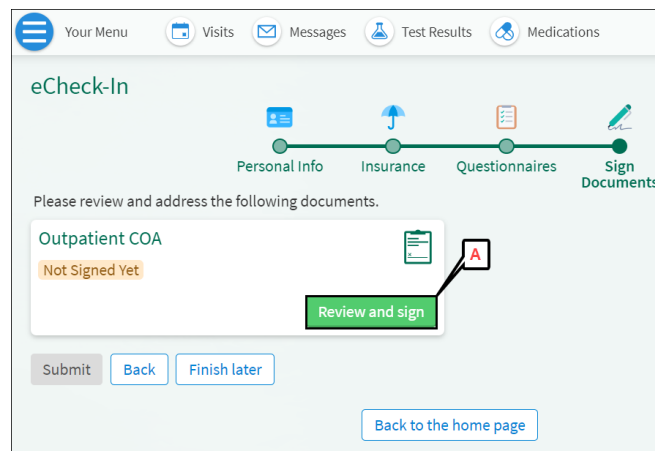 Your Menu Visits Messages Test Results Medications
eCheck-In
Personal Info Insurance Questionnaires Sign
Documents
Please review and address the following documents.
Outpatient COA
Not Signed Yet
A
Review and sign
Submit Back Finish later
Back to the home page